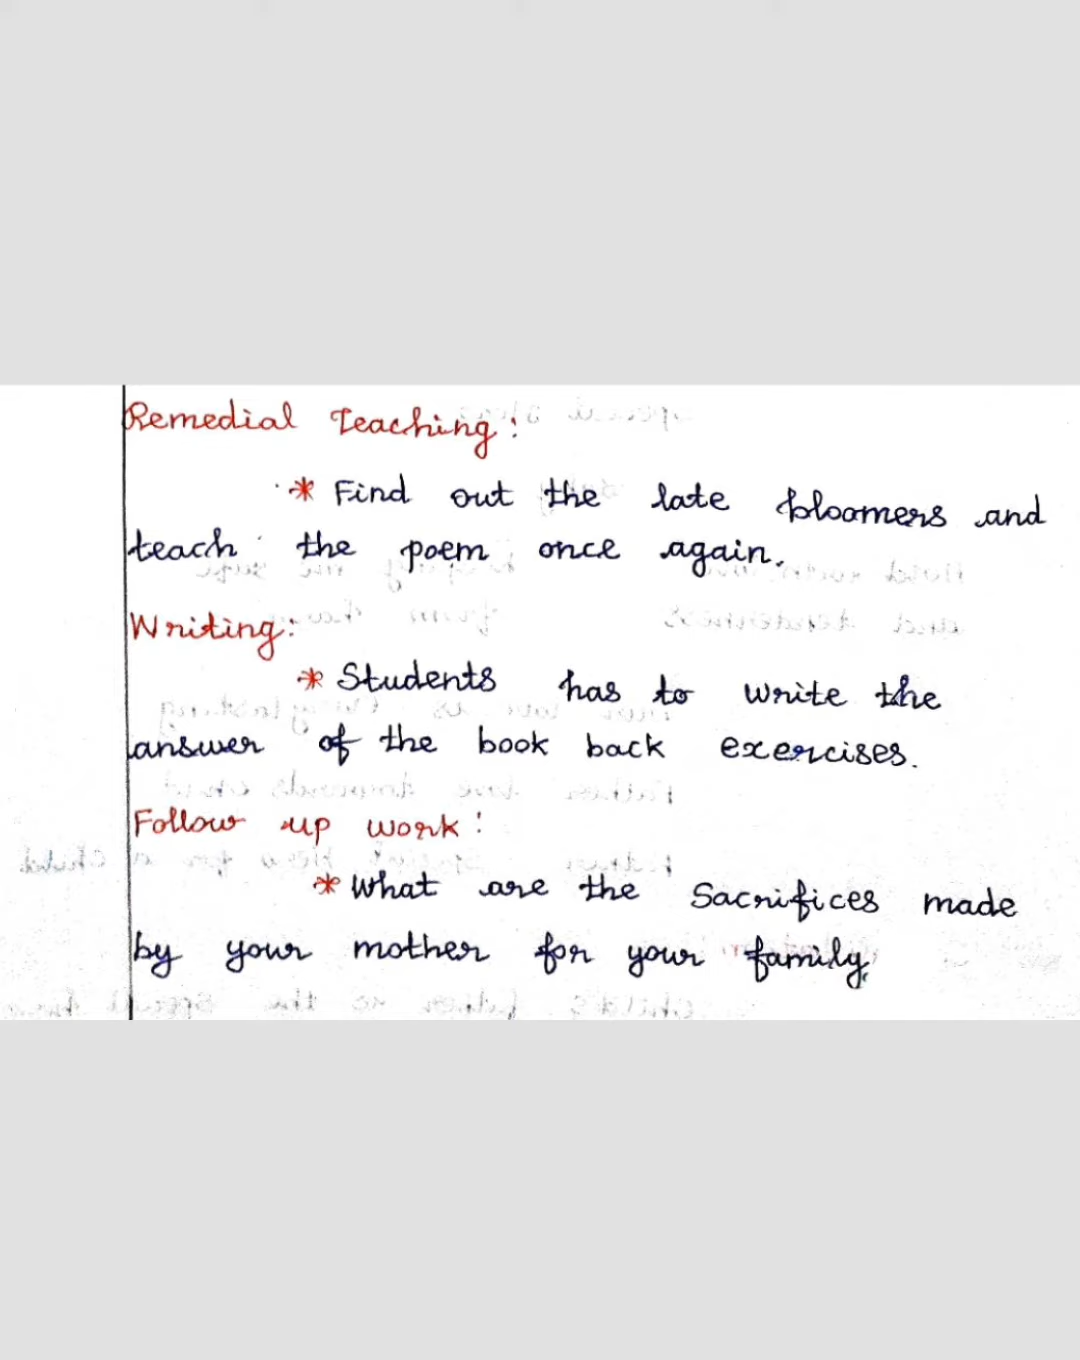 Remedial Teaching:
* Find out the late bloomers and
teach the poem once again.
Writing:
* Students has to write the
answer of the book back exercises.
Follow up work:
* What are the Sacrifices made
by your mother for your family.